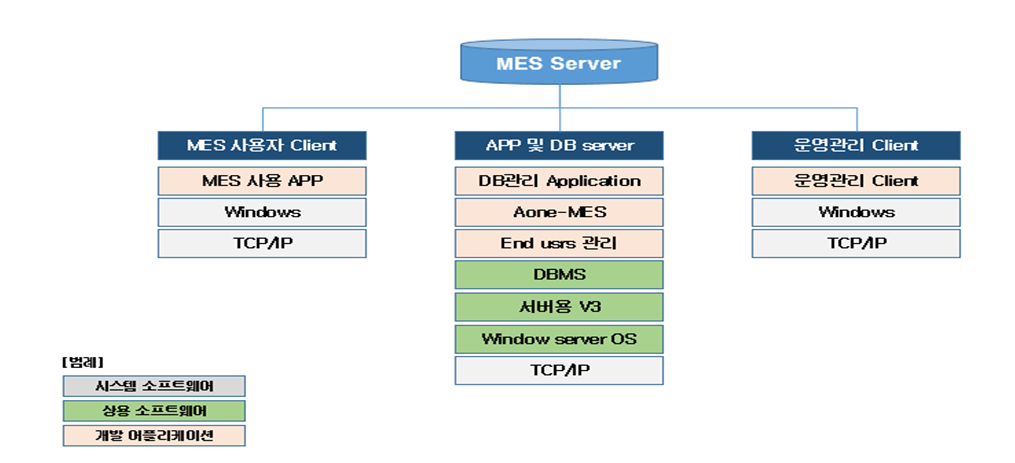 MES Server
MES 사용자 Client
MES 사용 APP
Windows
TCP/IP
APP 및 DB server
DB관리 Application
Aone-MES
End usrs 관리
DBMS
서버용 V3
Window server OS
TCP/IP
운영관리 Client
운영관리 Client
Windows
TCP/IP
[범례]
시스템 소프트웨어
상용 소프트웨어
개발 어플리케이션